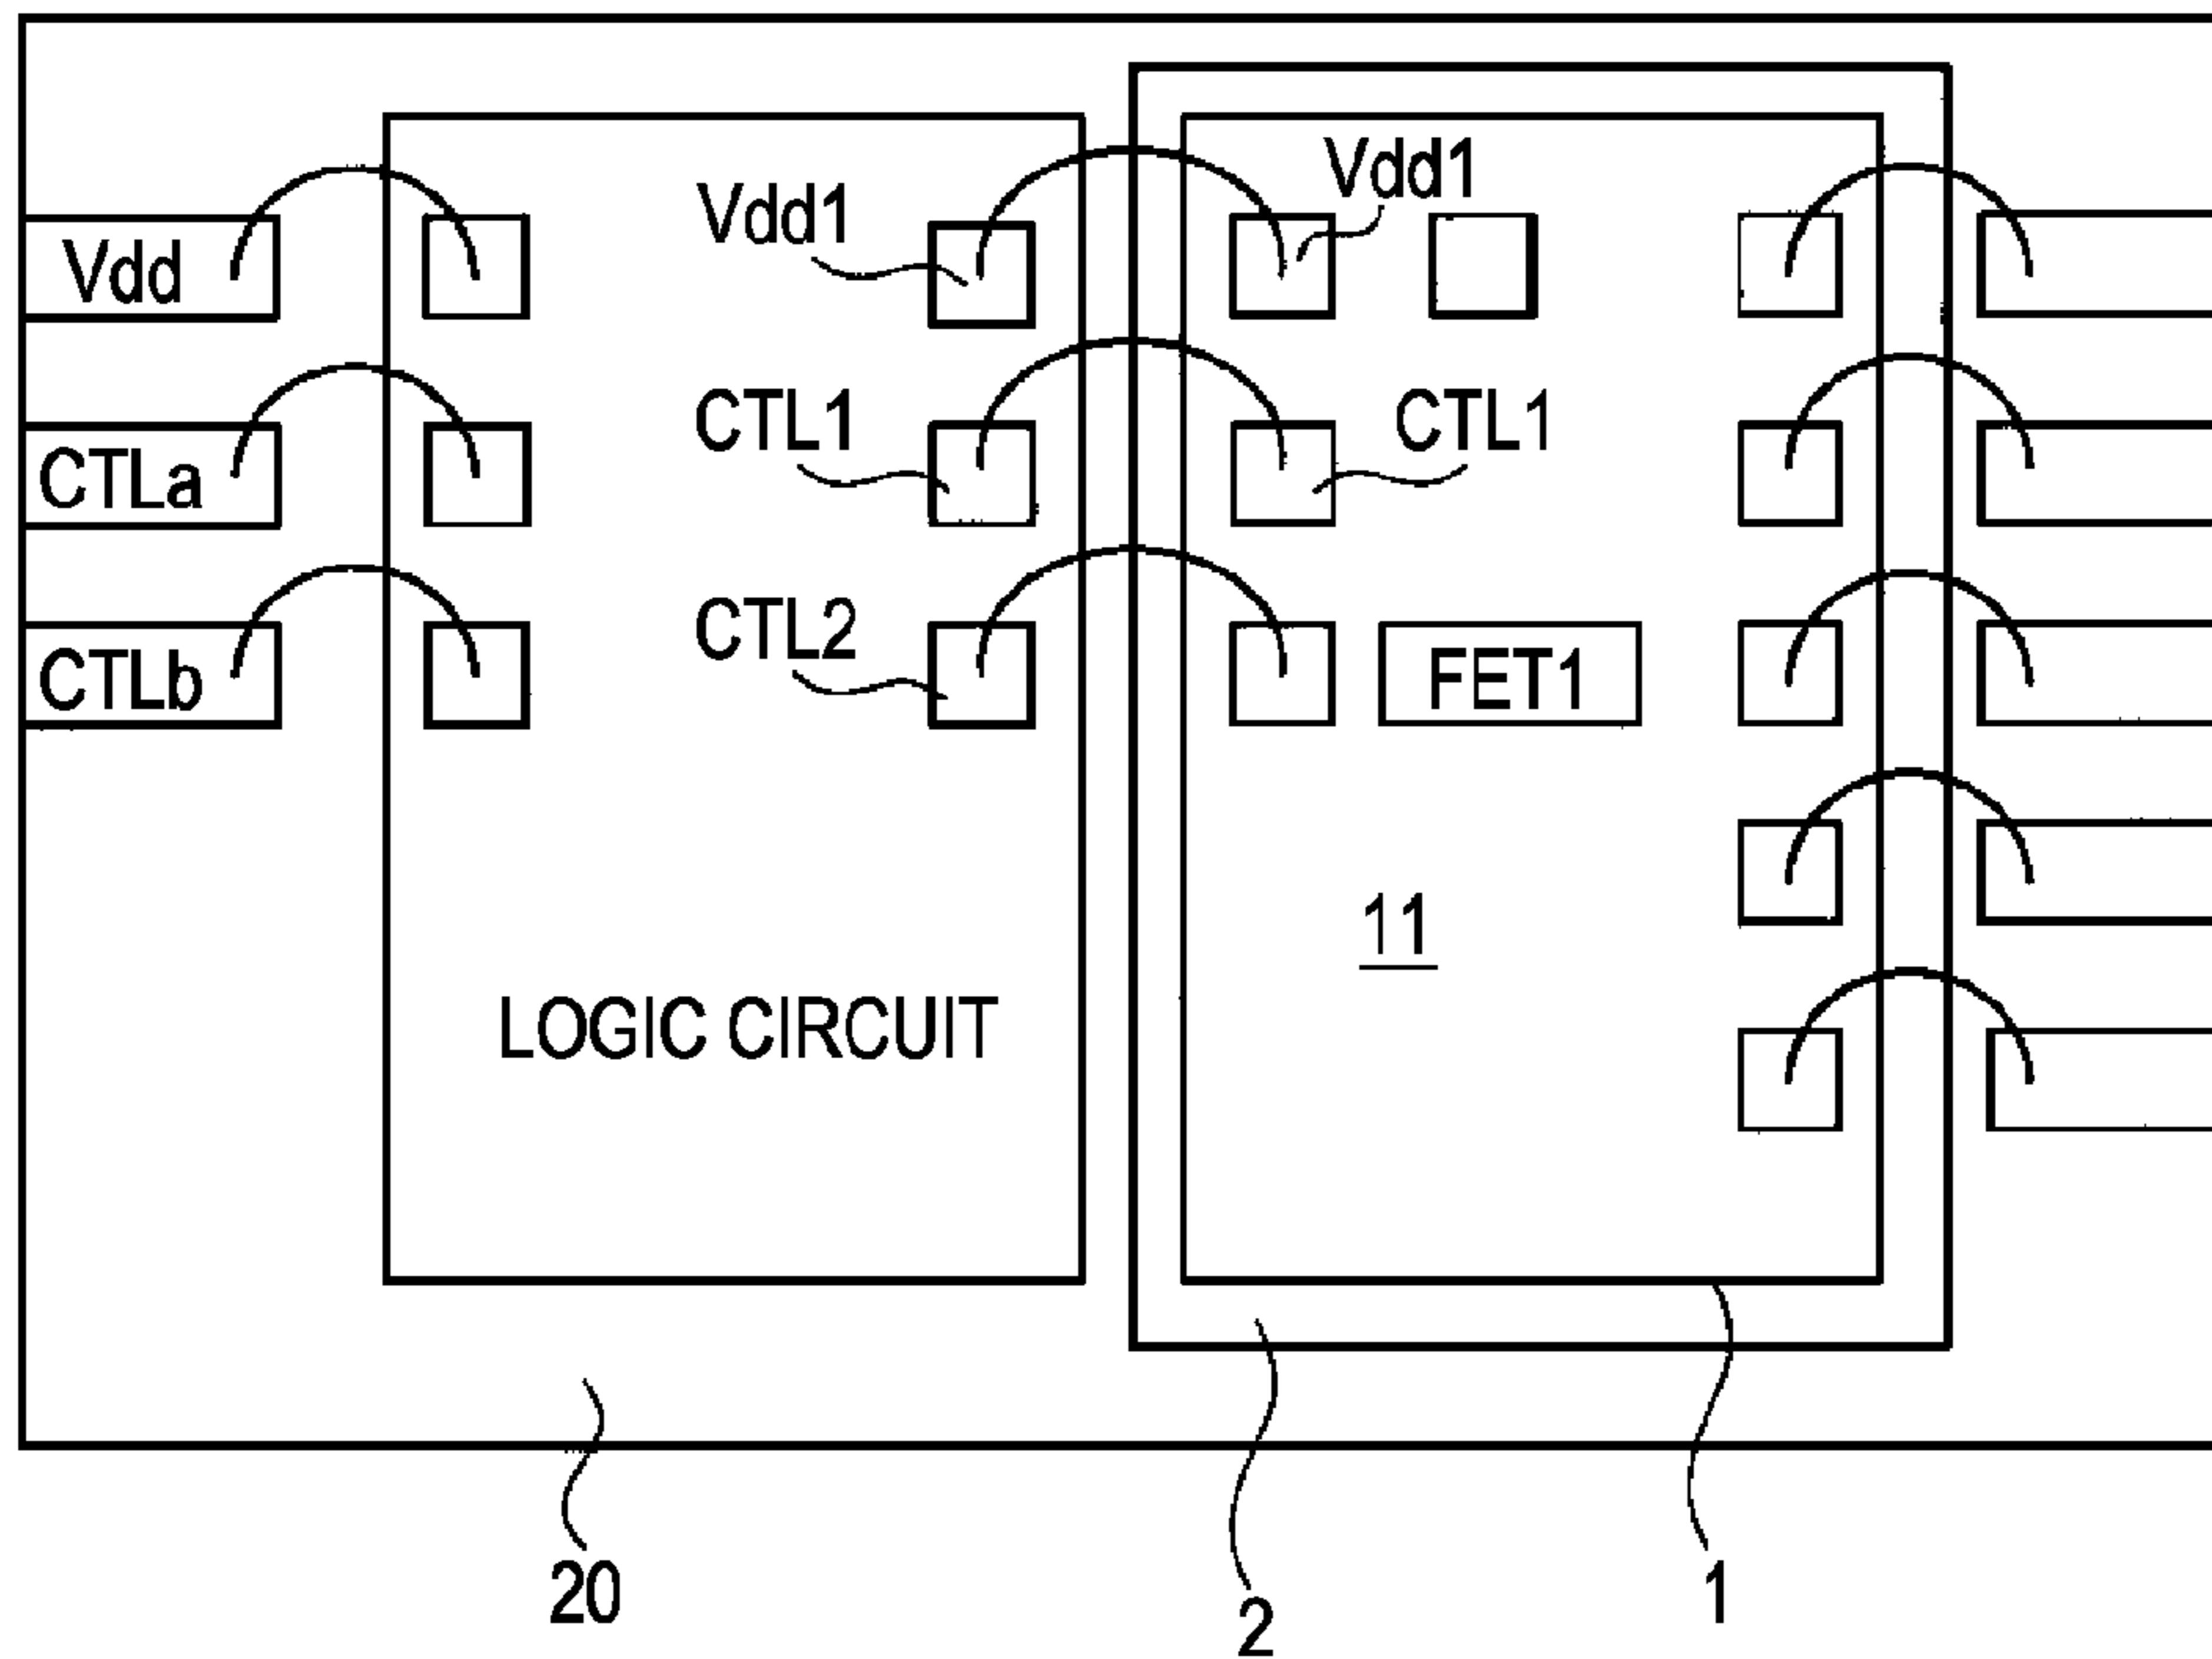 Vdd1
Vdd1
Vdd
CTL1
CTL1
CTLa
CTL2
CTLb
FET1
11
LOGIC CIRCUIT
20
2
1